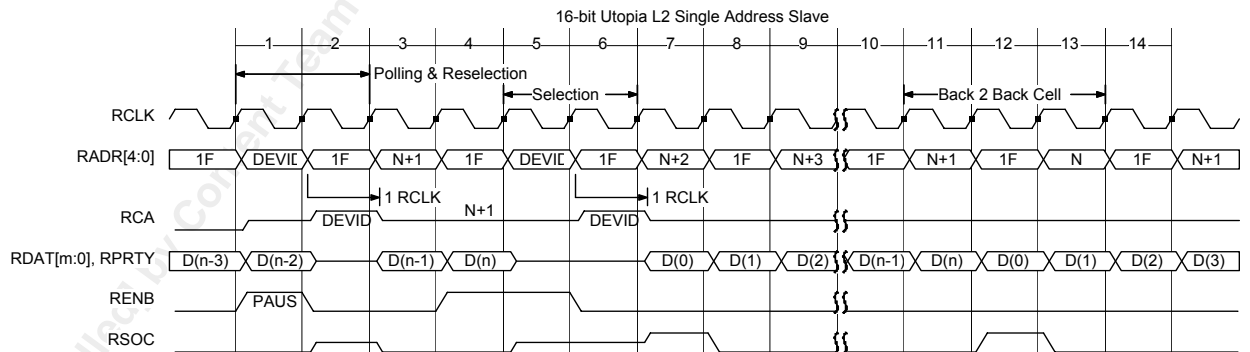 16-bit Utopia L2 Single Address Slave
1 2 3 4 5 6 7 8 9 10 11 12 13 14
Polling & Reselection
Selection
Back 2 Back Cell
RCLK
RADR[4:0] 1F DEVID 1F N+1 1F DEVID 1F N+2 1F N+3 1F N+1 1F N 1F N+1
1 RCLK 1 RCLK
RCA DEVID N+1 DEVID
RDAT[m:0], RPRTY D(n-3) D(n-2) D(n-1) D(n) D(0) D(1) D(2) D(n-1) D(n) D(0) D(1) D(2) D(3)
RENB PAUS
RSOC